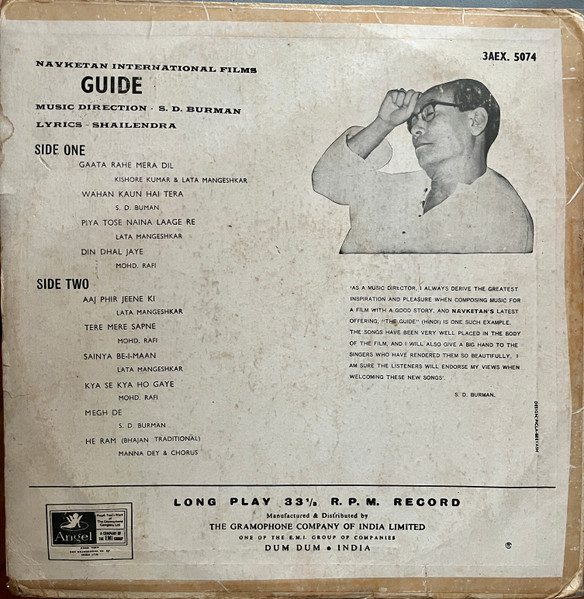 3AEX. 5074
NAVKETAN INTERNATIONAL FILMS
GUIDE
MUSIC DIRECTION - S. D. BURMAN
LYRICS - SHAILENDRA
SIDE ONE
GAATA RAHE MERA DIL
KISHORE KUMAR & LATA MANGESHKAR
WAHAN KAUN HAI TERA
S. D. BUMAN
PIYA TOSE NAINA LAAGE RE
LATA MANGESHKAR
DIN DHAL JAYE
MOHD. RAFI
SIDE TWO
AAJ PHIR JEENE KI
LATA MANGESHKAR
TERE MERE SAPNE
MOHD. RAFI
SAINYA BE-I-MAAN
LATA MANGESHKAR
KYA SE KYA HO GAYE
MOHD. RAFI
MEGH DE
S. D. BURMAN
HE RAM (BHAJAN TRADITIONAL)
MANNA DEY & CHORUS
'AS A MUSIC DIRECTOR, I ALWAYS DERIVE THE GREATEST
INSPIRATION AND PLEASURE WHEN COMPOSING MUSIC FOR
A FILM WITH A GOOD STORY, AND NAVKETAN'S LATEST
OFFERING, "THE GUIDE" (HINDI) IS ONE SUCH EXAMPLE.
THE SONGS HAVE BEEN VERY WELL PLACED IN THE BODY
OF THE FILM, AND I WILL ALSO GIVE A BIG HAND TO THE
SINGERS WHO HAVE RENDERED THEM SO BEAUTIFULLY. I
AM SURE THE LISTENERS WILL ENDORSE MY VIEWS WHEN
WELCOMING THESE NEW SONGS'.
S. D. BURMAN.
LONG PLAY 33⅓ R. P. M. RECORD
Manufactured & Distributed by
THE GRAMOPHONE COMPANY OF INDIA LIMITED
ONE OF THE E.M.I. GROUP OF COMPANIES
DUM DUM • INDIA
Angel